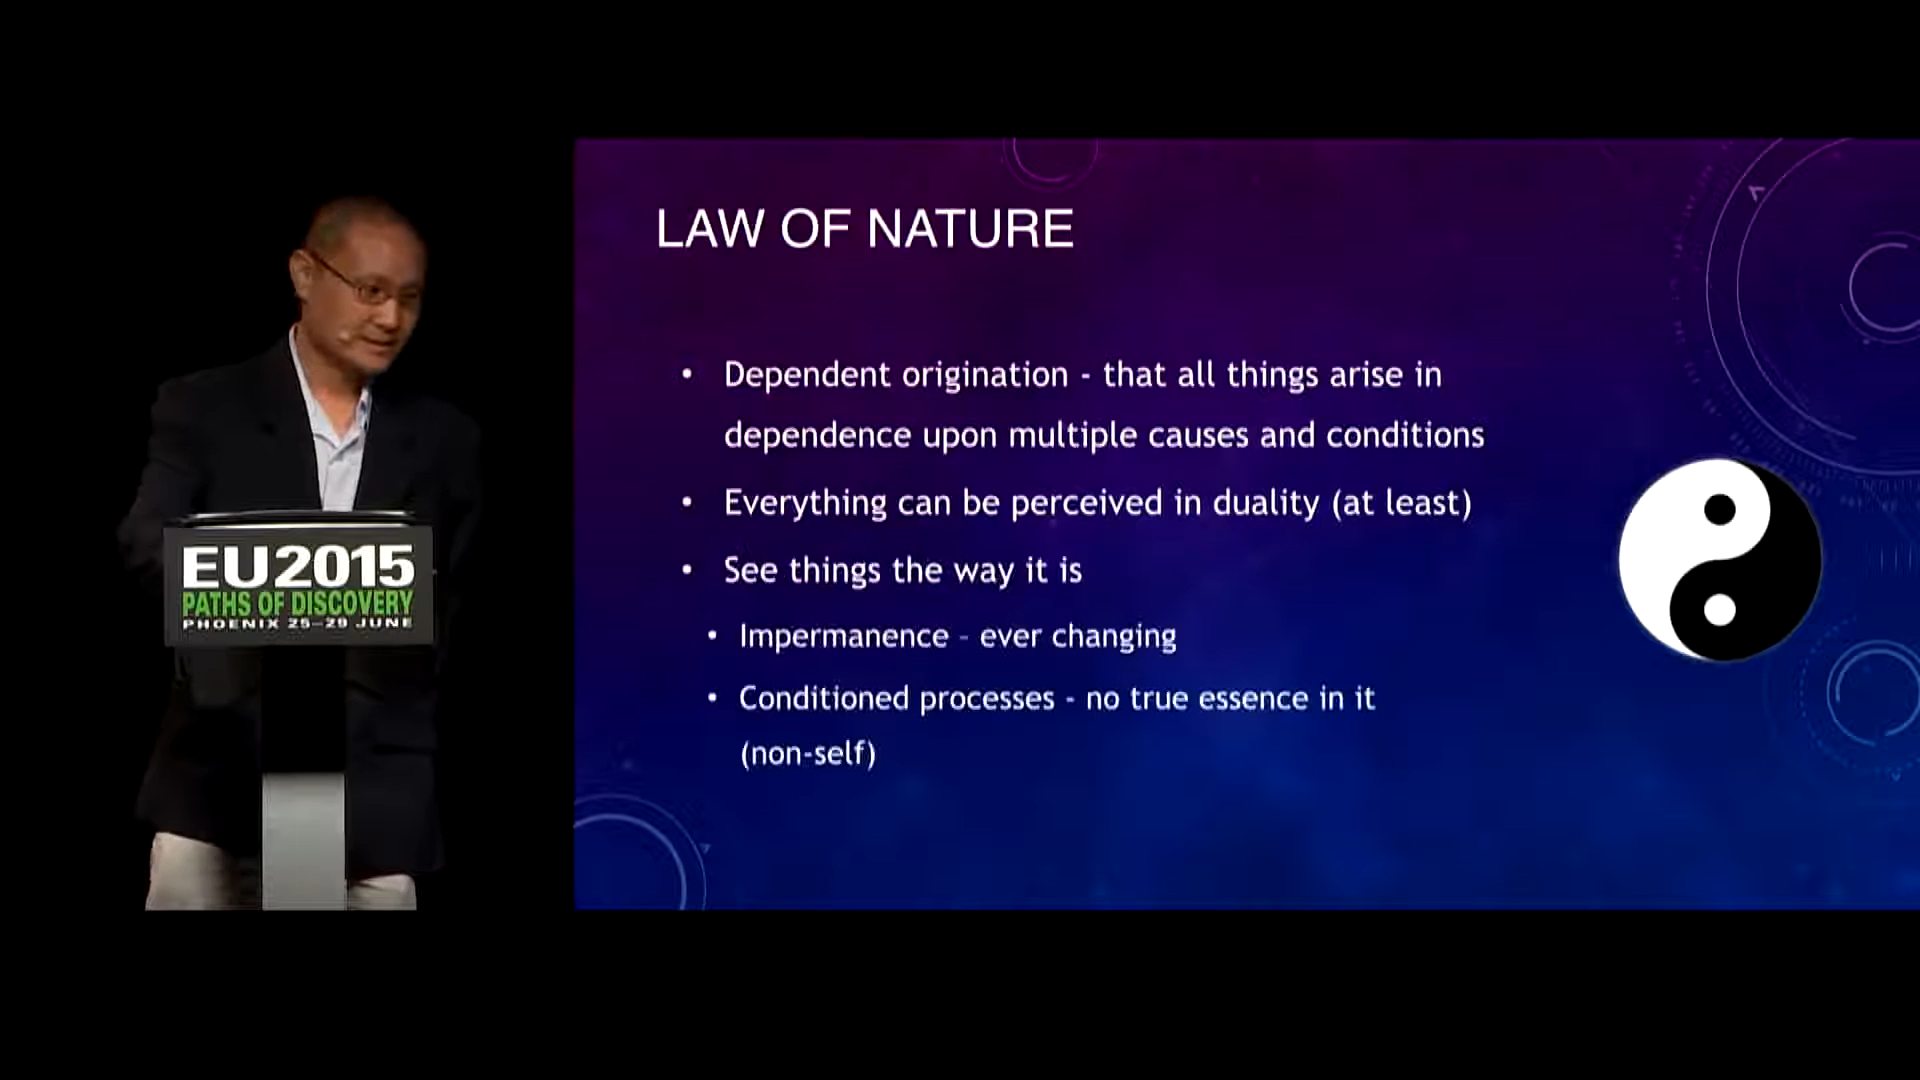 LAW OF NATURE
• Dependent origination - that all things arise in
dependence upon multiple causes and conditions
• Everything can be perceived in duality (at least)
• See things the way it is
• Impermanence - ever changing
• Conditioned processes - no true essence in it
(non-self)
EU2015
PATHS OF DISCOVERY
PHOENIX 25-29 JUNE